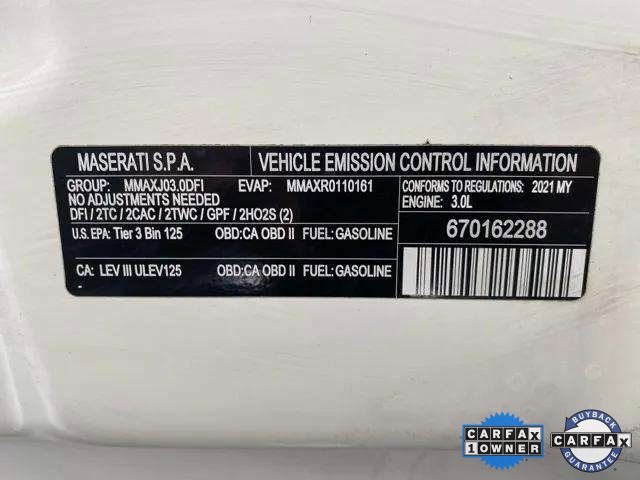 MASERATI S.P.A. VEHICLE EMISSION CONTROL INFORMATION
GROUP: MMAXJ03.0DFI EVAP: MMAXR0110161
NO ADJUSTMENTS NEEDED
DFI / 2TC / 2CAC / 2TWC / GPF / 2HO2S (2)
CONFORMS TO REGULATIONS: 2021 MY
ENGINE: 3.0L
U.S. EPA: Tier 3 Bin 125 OBD:CA OBD II FUEL:GASOLINE
670162288
CA: LEV III ULEV125 OBD:CA OBD II FUEL:GASOLINE
CARFAX
1 OWNER
BUYBACK
CARFAX
GUARANTEE